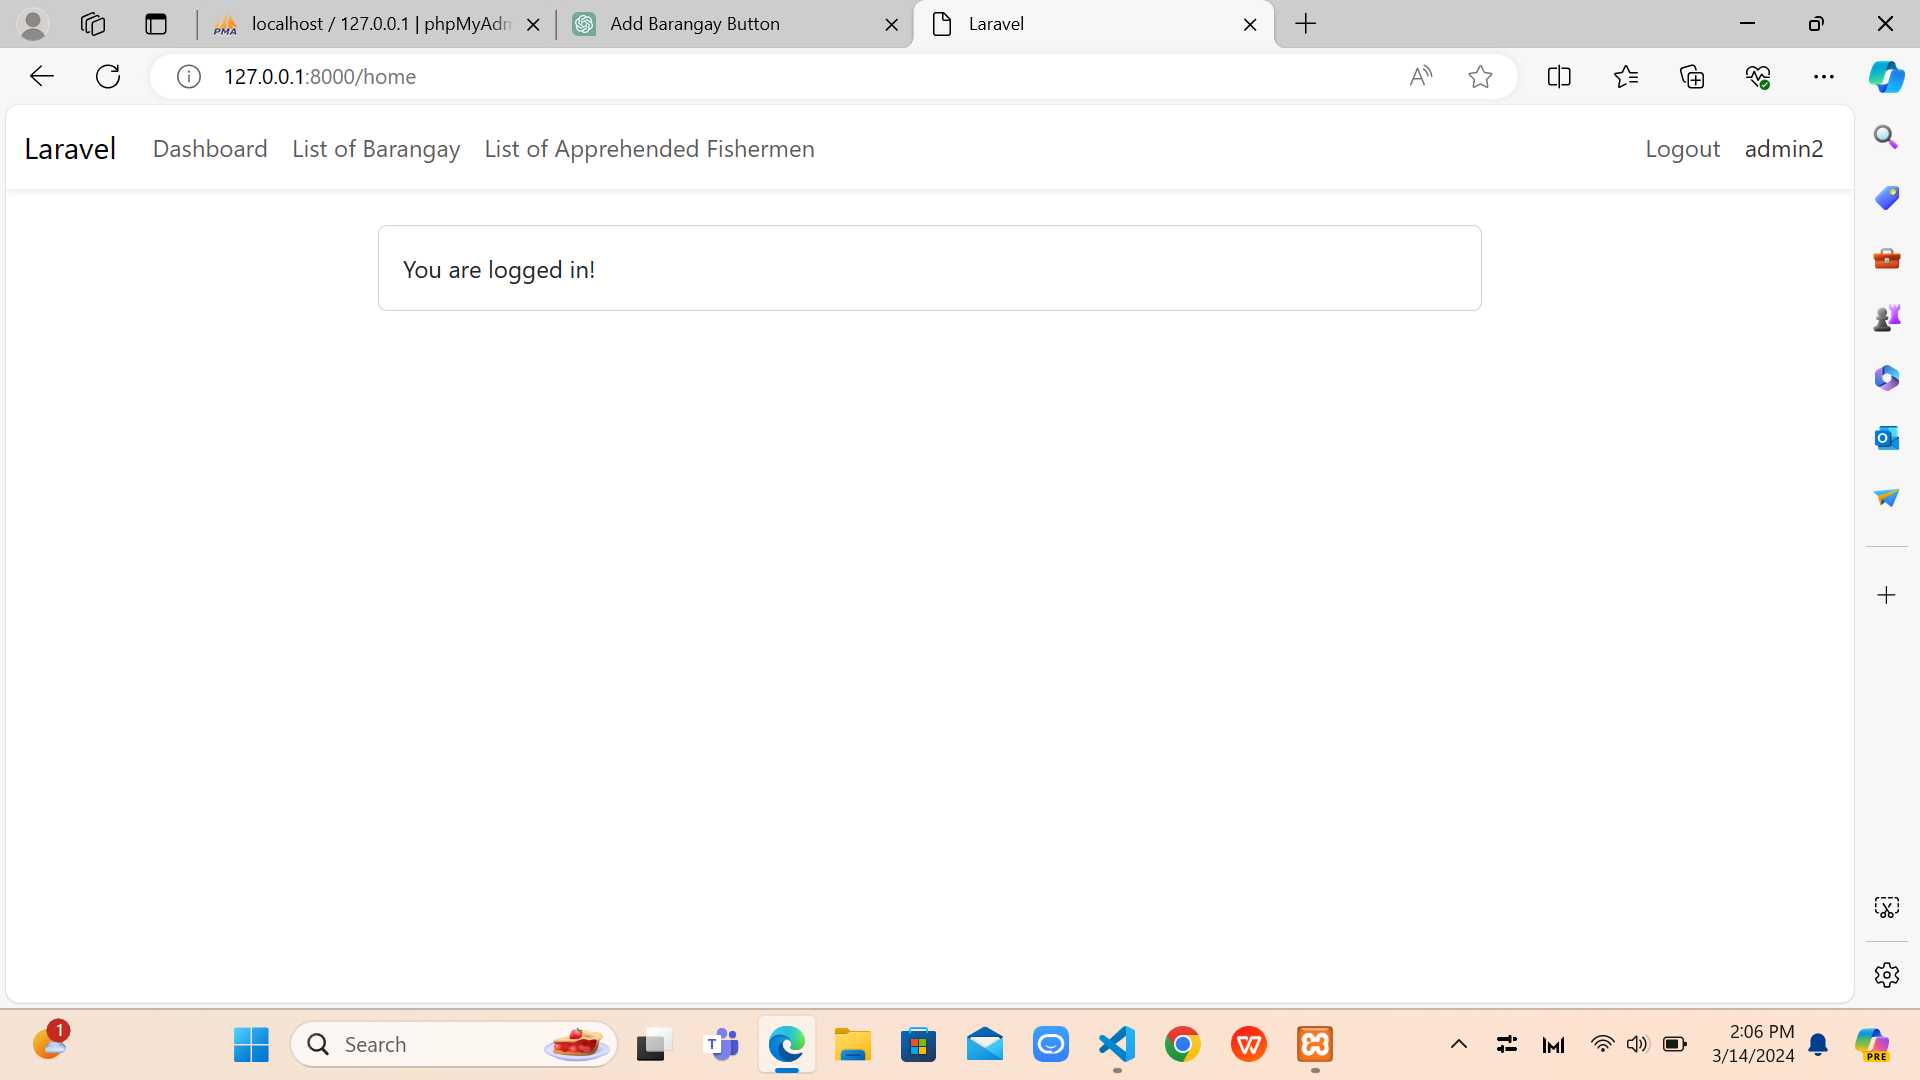 localhost / 127.0.0.1 | phpMyAdm
Add Barangay Button
Laravel
127.0.0.1:8000/home
Laravel Dashboard List of Barangay List of Apprehended Fishermen Logout admin2
You are logged in!
1
Search
2:06 PM
3/14/2024
PRE